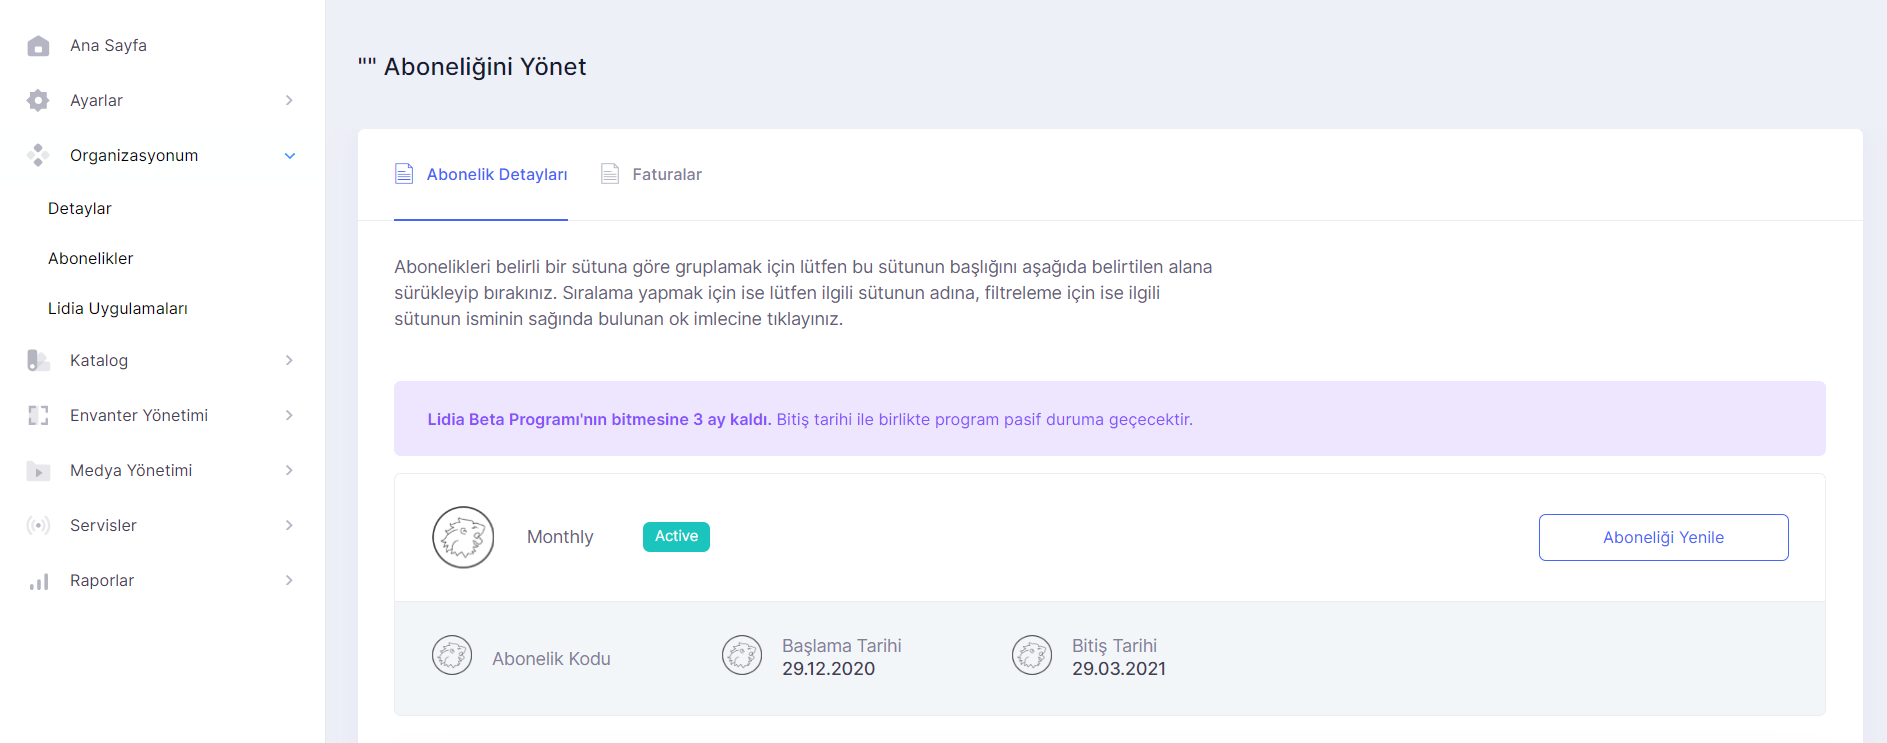 Ana Sayfa
Ayarlar
Organizasyonum
Detaylar
Abonelikler
Lidia Uygulamaları
Katalog
Envanter Yönetimi
Medya Yönetimi
Servisler
Raporlar
"" Aboneliğini Yönet
Abonelik Detayları
Faturalar
Abonelikleri belirli bir sütuna göre gruplamak için lütfen bu sütunun başlığını aşağıda belirtilen alana
sürükleyip bırakınız. Sıralama yapmak için ise lütfen ilgili sütunun adına, filtreleme için ise ilgili
sütunun isminin sağında bulunan ok imlecine tıklayınız.
Lidia Beta Programı'nın bitmesine 3 ay kaldı. Bitiş tarihi ile birlikte program pasif duruma geçecektir.
Monthly
Active
Aboneliği Yenile
Abonelik Kodu
Başlama Tarihi
29.12.2020
Bitiş Tarihi
29.03.2021